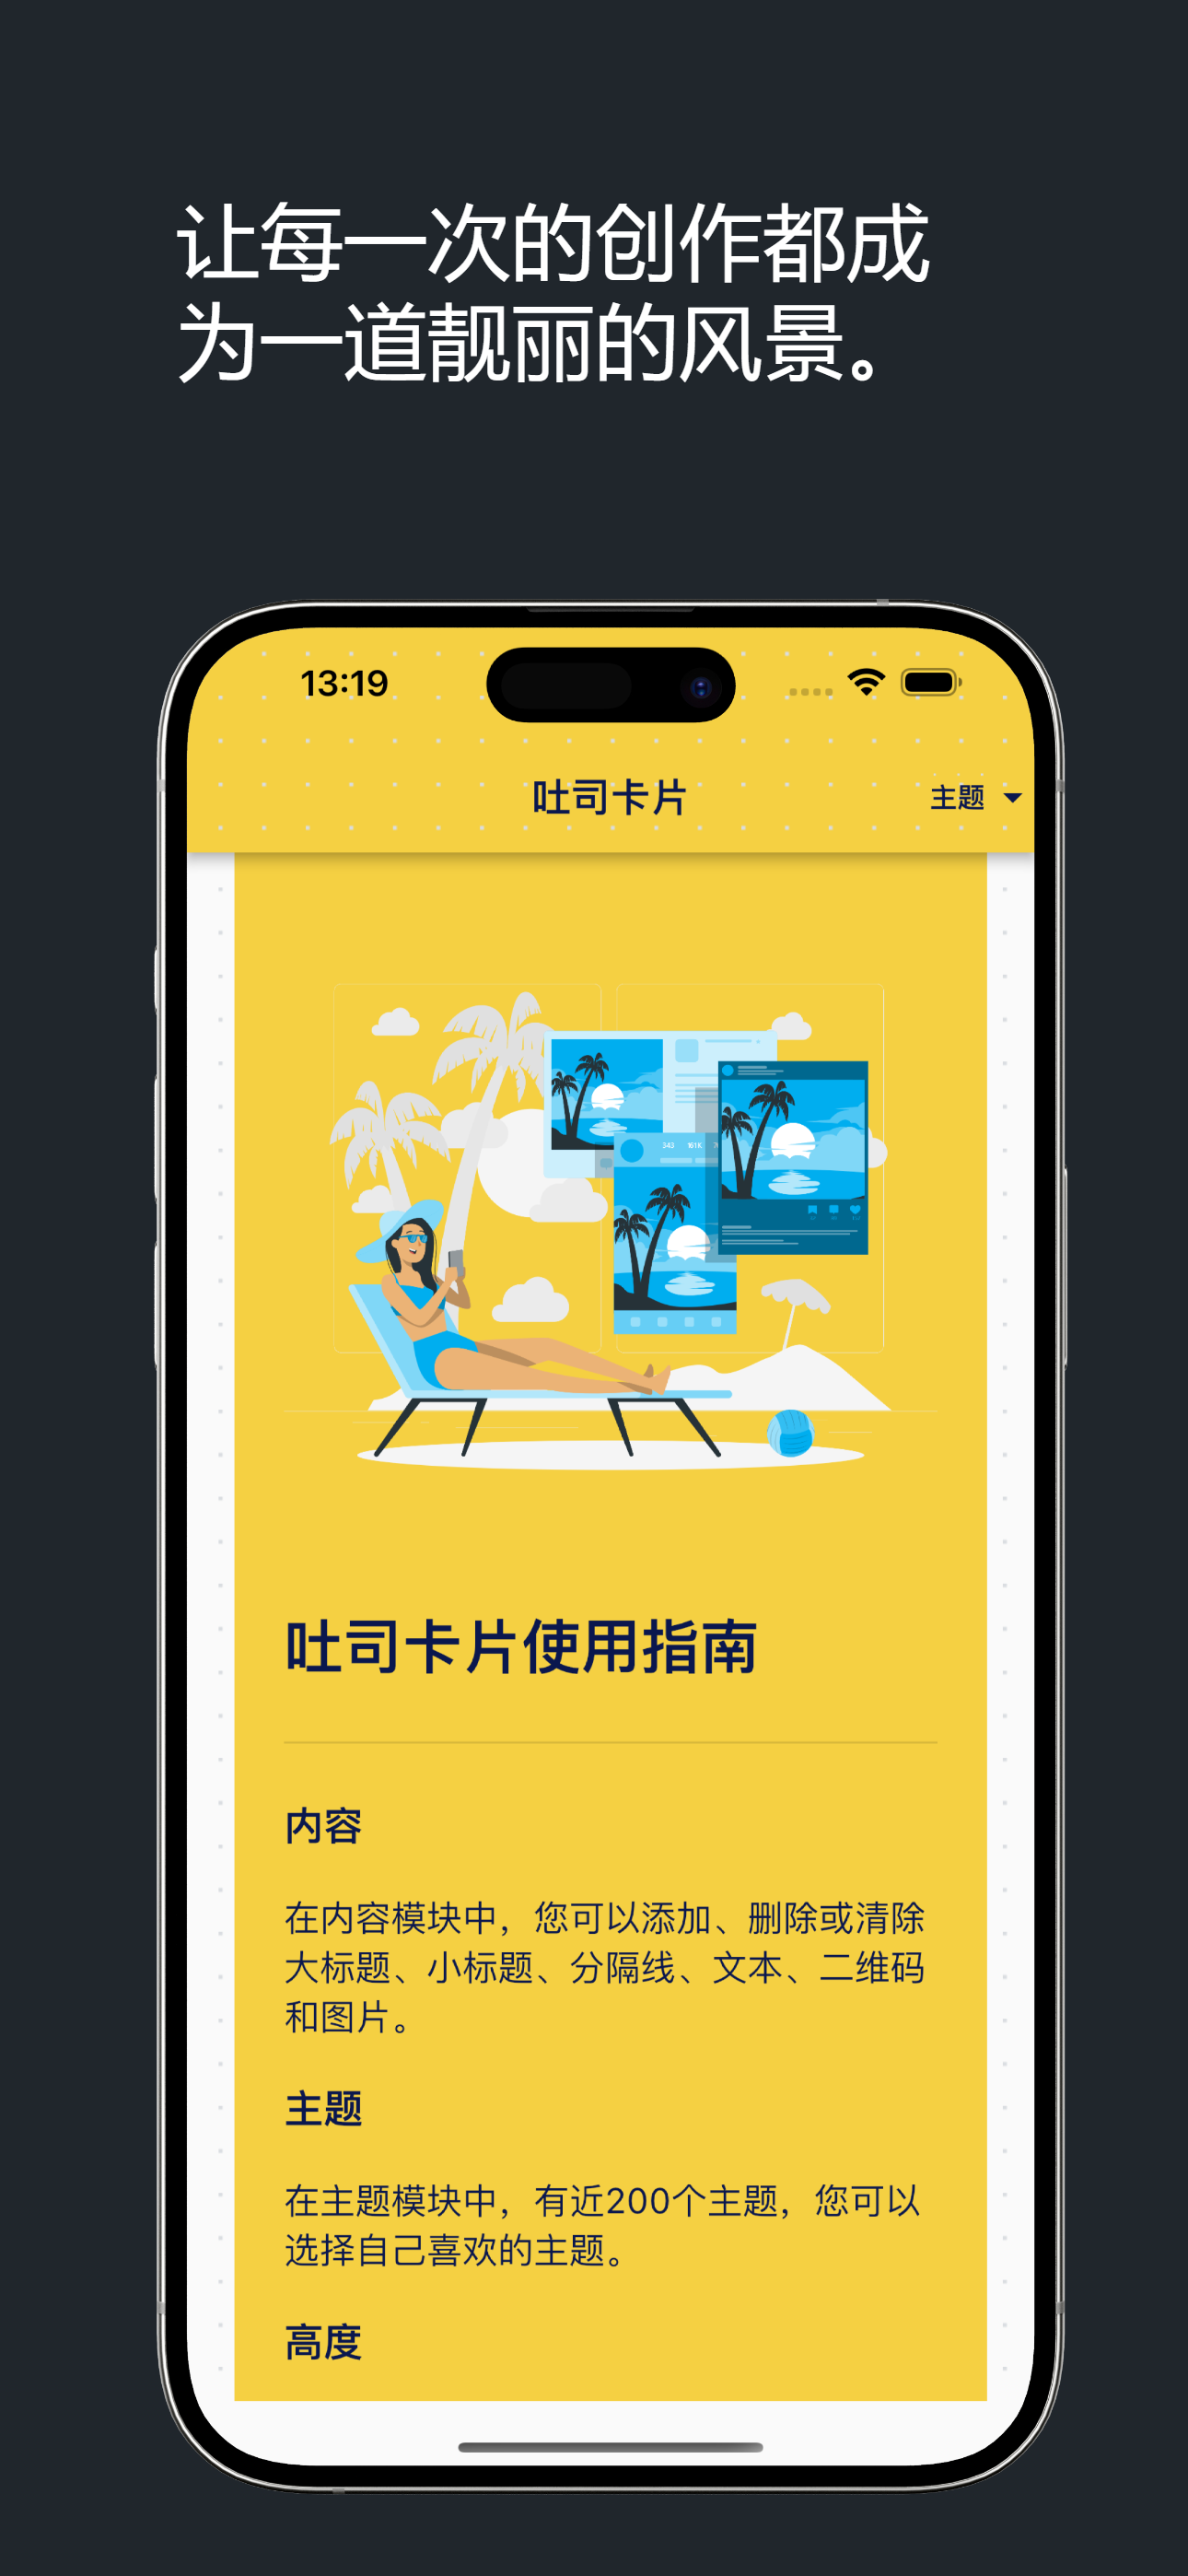 让每一次的创作都成
为一道靓丽的风景。
13:19
吐司卡片
主题
343 161K
吐司卡片使用指南
内容
在内容模块中，您可以添加、删除或清除
大标题、小标题、分隔线、文本、二维码
和图片。
主题
在主题模块中，有近200个主题，您可以
选择自己喜欢的主题。
高度